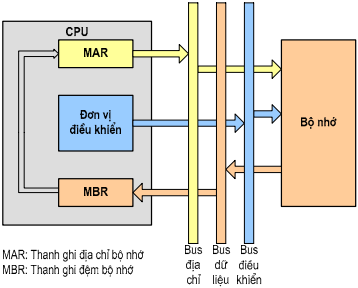 CPU
MAR
Đơn vị
điều khiển
Bộ nhớ
MBR
MAR: Thanh ghi địa chỉ bộ nhớ
MBR: Thanh ghi đệm bộ nhớ
Bus
địa
chỉ
Bus
dữ
liệu
Bus
điều
khiển